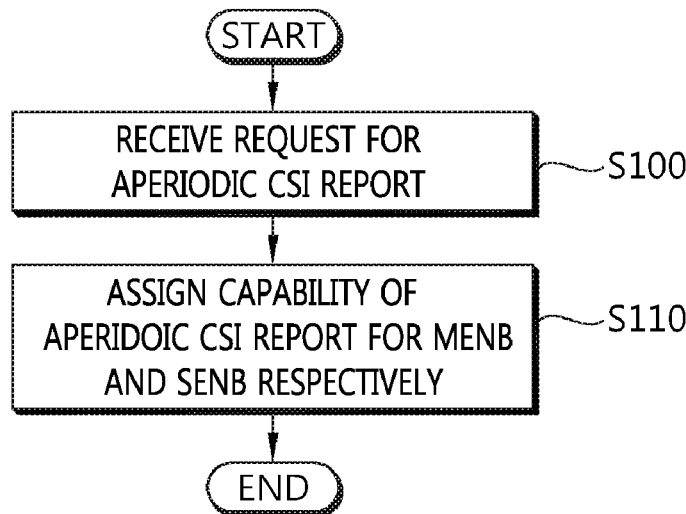 START
RECEIVE REQUEST FOR
APERIODIC CSI REPORT
S100
ASSIGN CAPABILITY OF
APERIDOIC CSI REPORT FOR MENB
AND SENB RESPECTIVELY
S110
END